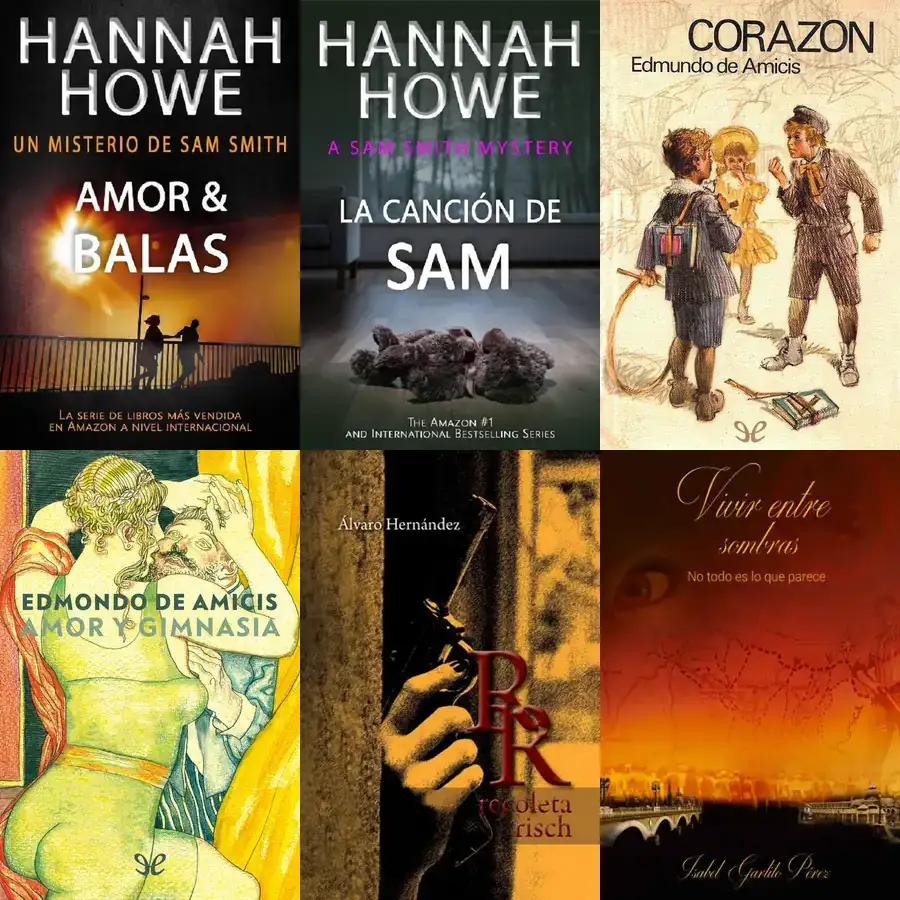 HANNAH
HOWE
UN MISTERIO DE SAM SMITH
AMOR &
BALAS
LA SERIE DE LIBROS MÁS VENDIDA
EN AMAZON A NIVEL INTERNACIONAL
HANNAH
HOWE
A SAM SMITH MYSTERY
LA CANCIÓN DE
SAM
THE AMAZON #1
AND INTERNATIONAL BESTSELLING SERIES
CORAZON
Edmundo de Amicis
EDMONDO DE AMICIS
AMOR Y GIMNASIA
Álvaro Hernández
RK
recoleta
krisch
Vivir entre
sombras
No todo es lo que parece
Isabel Garlito Pérez